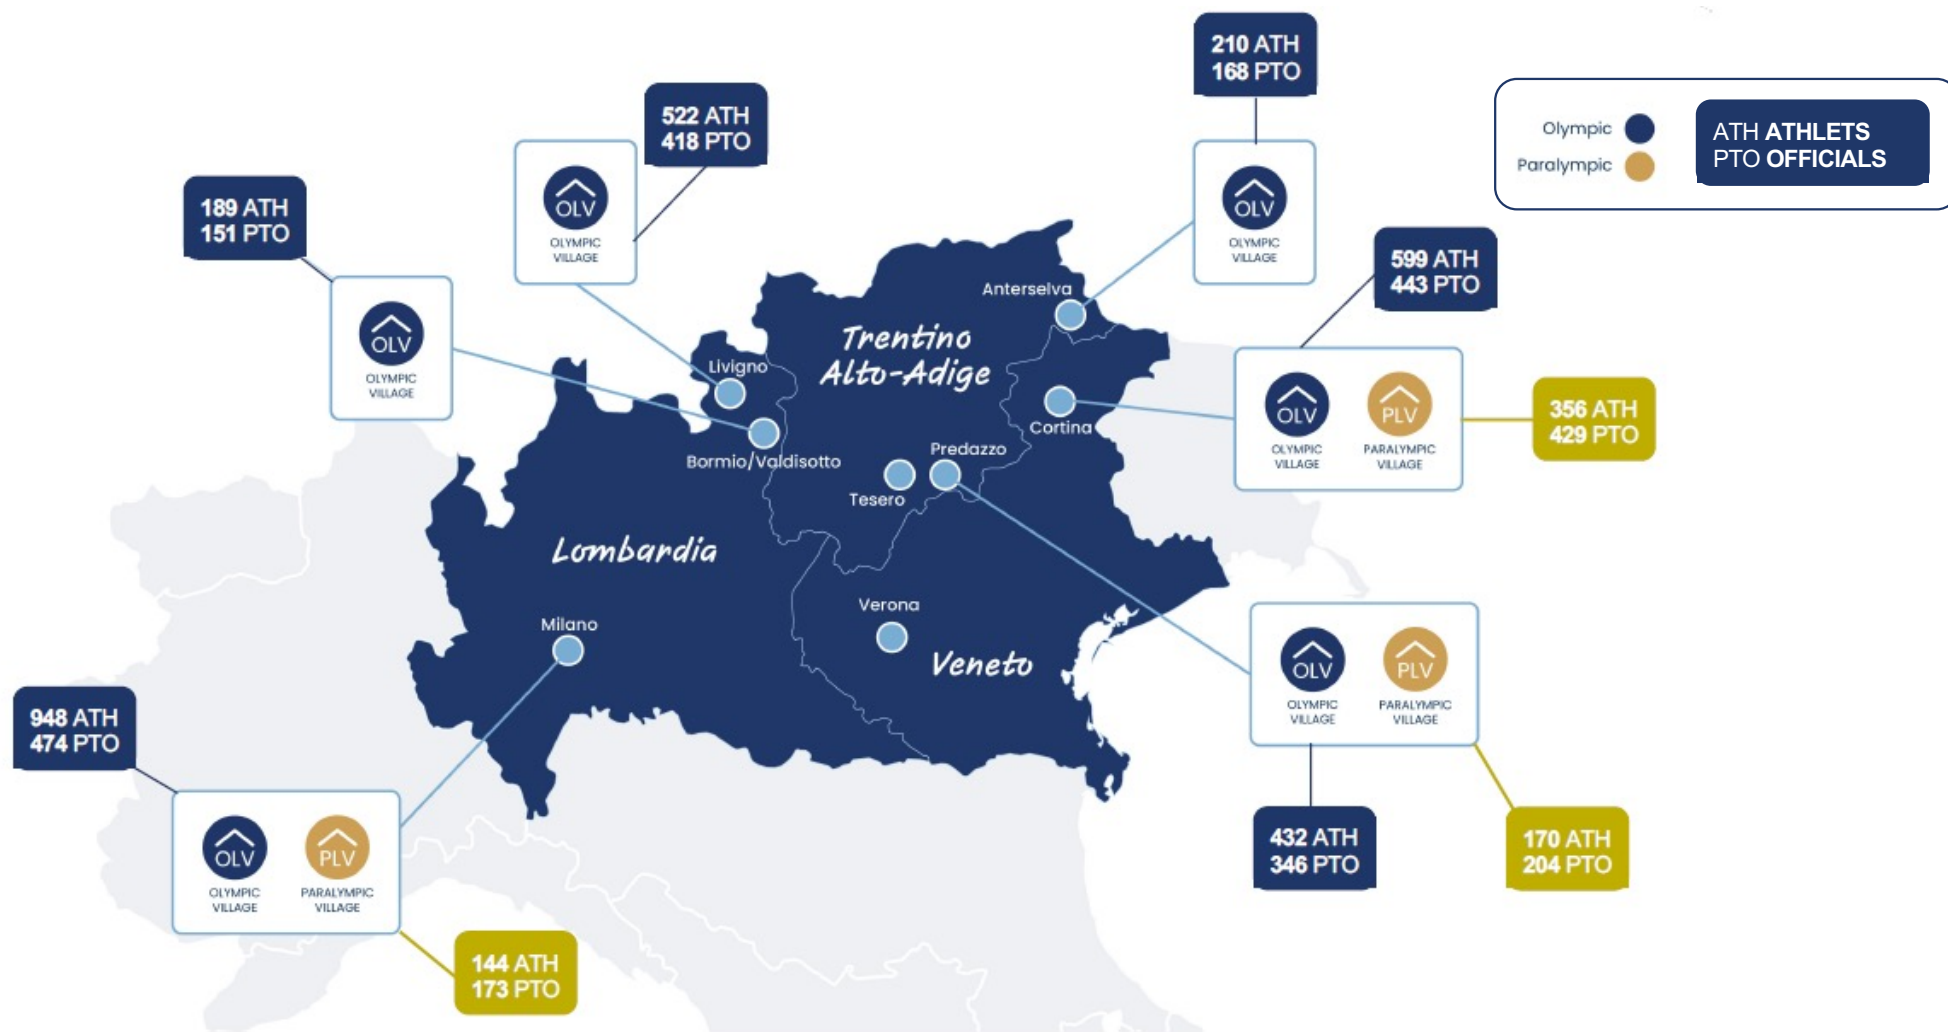 210 ATH
168 PTO
522 ATH
418 PTO
Olympic
Paralympic
ATH ATHLETS
PTO OFFICIALS
OLV
OLYMPIC
VILLAGE
OLV
OLYMPIC
VILLAGE
189 ATH
151 PTO
599 ATH
443 PTO
OLV
OLYMPIC
VILLAGE
Anterselva
Trentino
Alto-Adige
Livigno
Bormio/Valdisotto
Cortina
Predazzo
Tesero
OLV
OLYMPIC
VILLAGE
PLV
PARALYMPIC
VILLAGE
356 ATH
429 PTO
Lombardia
Milano
Verona
Veneto
OLV
OLYMPIC
VILLAGE
PLV
PARALYMPIC
VILLAGE
948 ATH
474 PTO
432 ATH
346 PTO
170 ATH
204 PTO
OLV
OLYMPIC
VILLAGE
PLV
PARALYMPIC
VILLAGE
144 ATH
173 PTO